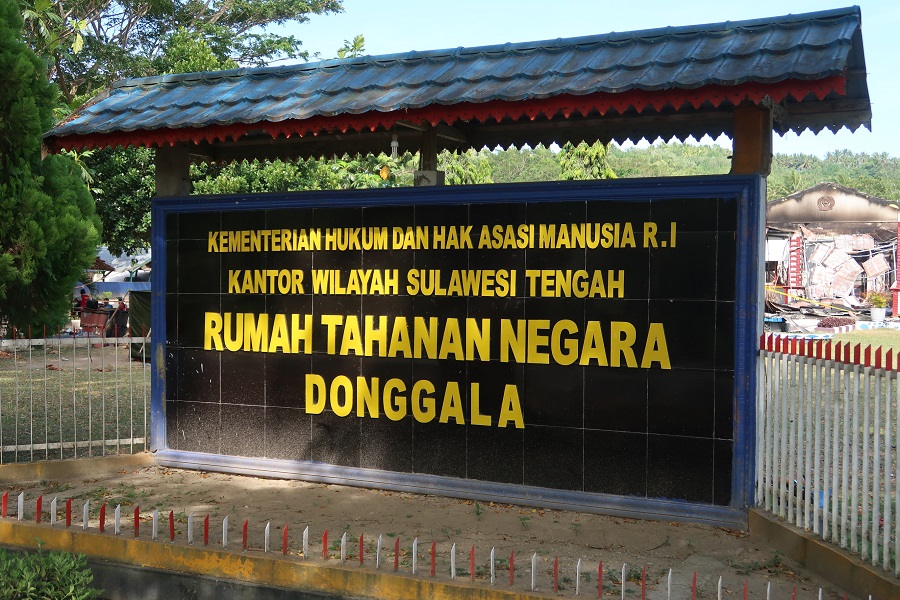 KEMENTERIAN HUKUM DAN HAK ASASI MANUSIA R.I
KANTOR WILAYAH SULAWESI TENGAH
RUMAH TAHANAN NEGARA
DONGGALA